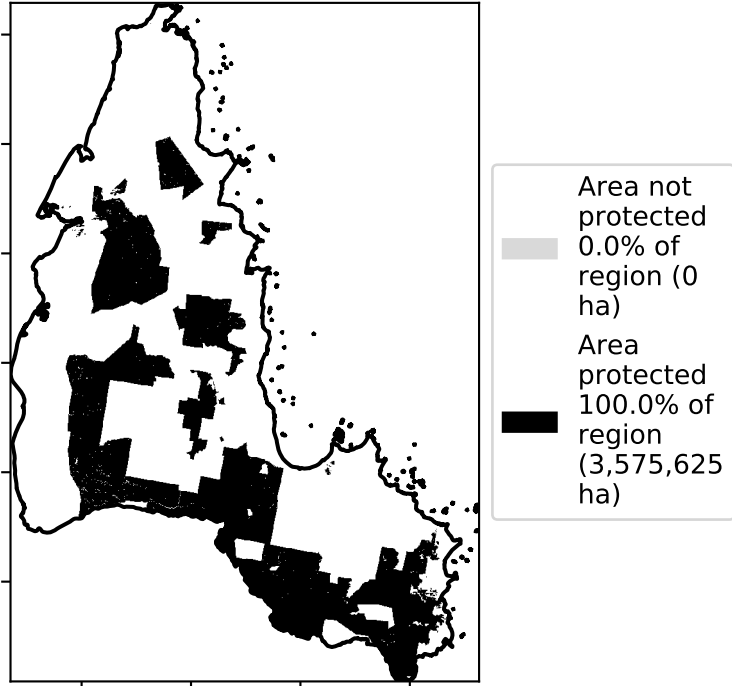 Area not
protected
0.0% of
region (0
ha)
Area
protected
100.0% of
region
(3,575,625
ha)